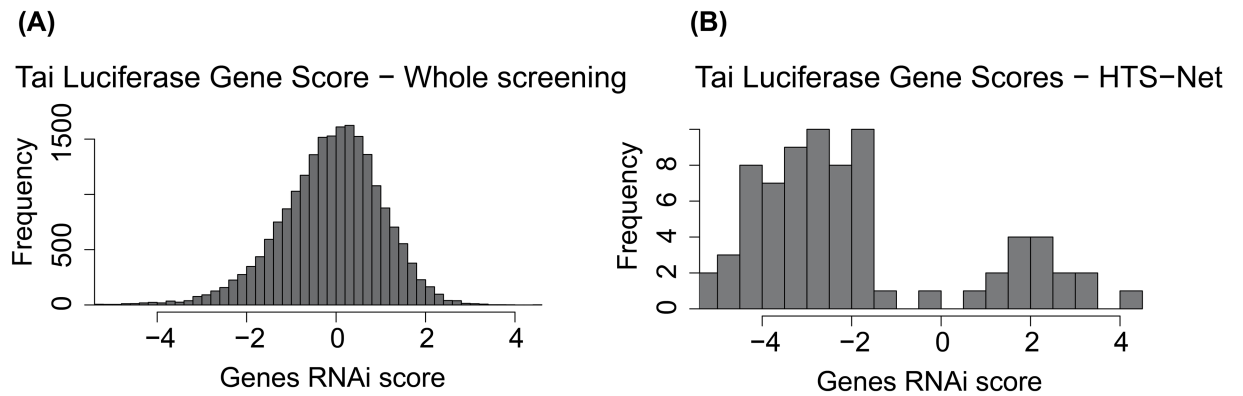 (A)
Tai Luciferase Gene Score − Whole screening
Frequency
1500
500
0
−4 −2 0 2 4
Genes RNAi score
(B)
Tai Luciferase Gene Scores − HTS−Net
Frequency
8
6
4
2
0
−4 −2 0 2 4
Genes RNAi score